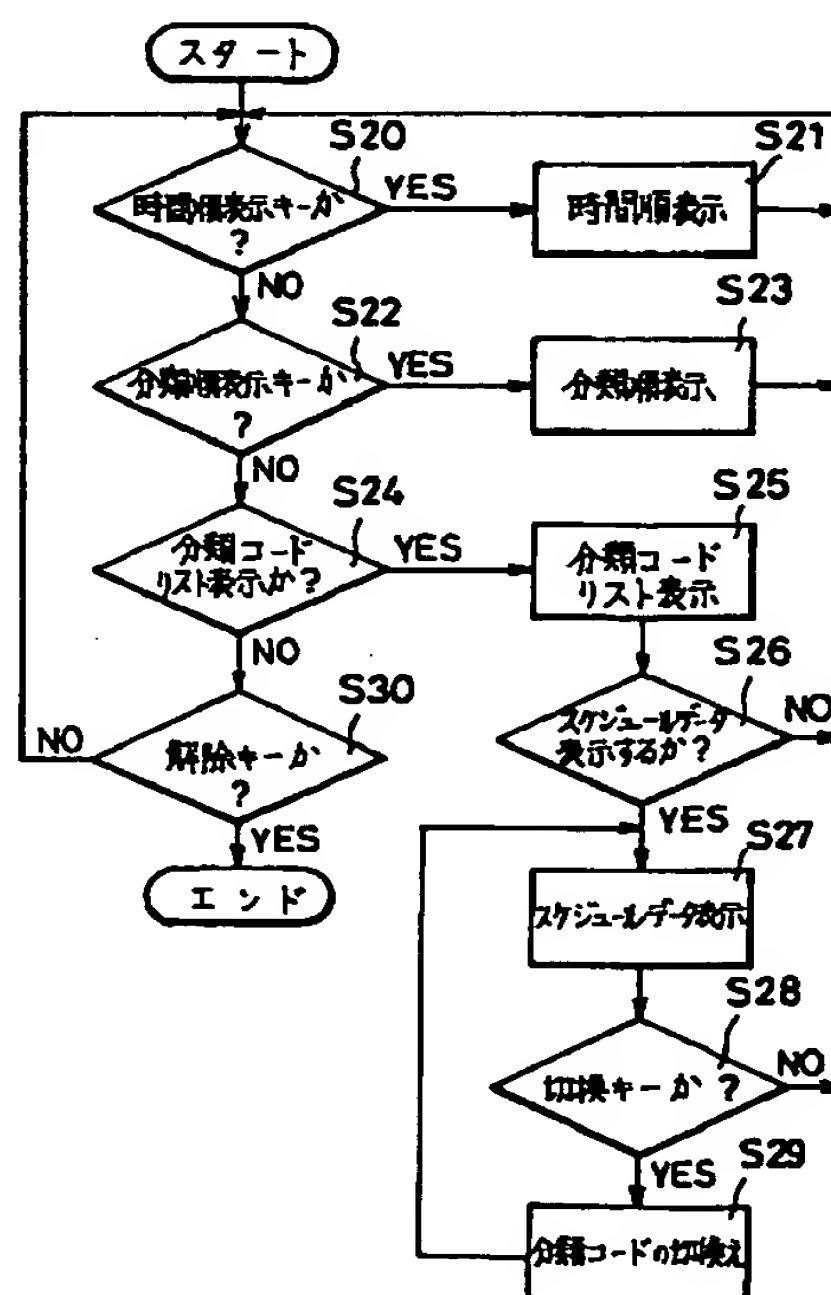 スタート
S20
時間順表示キーか
?
YES
S21
時間順表示
NO
S22
分類順表示キーか
?
YES
S23
分類順表示
NO
S24
分類コード
リスト表示か?
YES
S25
分類コード
リスト表示
NO
S26
スケジュールデータ
表示するか?
NO
YES
S30
解除キーか
?
NO
YES
エンド
S27
スケジュールデータ表示
S28
切換キーか?
NO
YES
S29
分類コードの切換え